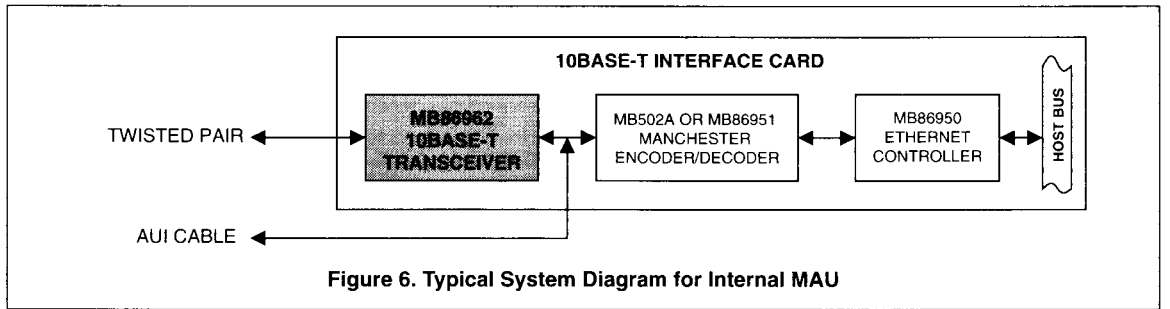 10BASE-T INTERFACE CARD
TWISTED PAIR
MB86962
10BASE-T
TRANSCEIVER
MB502A OR MB86951
MANCHESTER
ENCODER/DECODER
MB86950
ETHERNET
CONTROLLER
HOST BUS
AUI CABLE
Figure 6. Typical System Diagram for Internal MAU